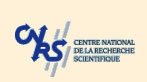 CNRS
CENTRE NATIONAL
DE LA RECHERCHE
SCIENTIFIQUE